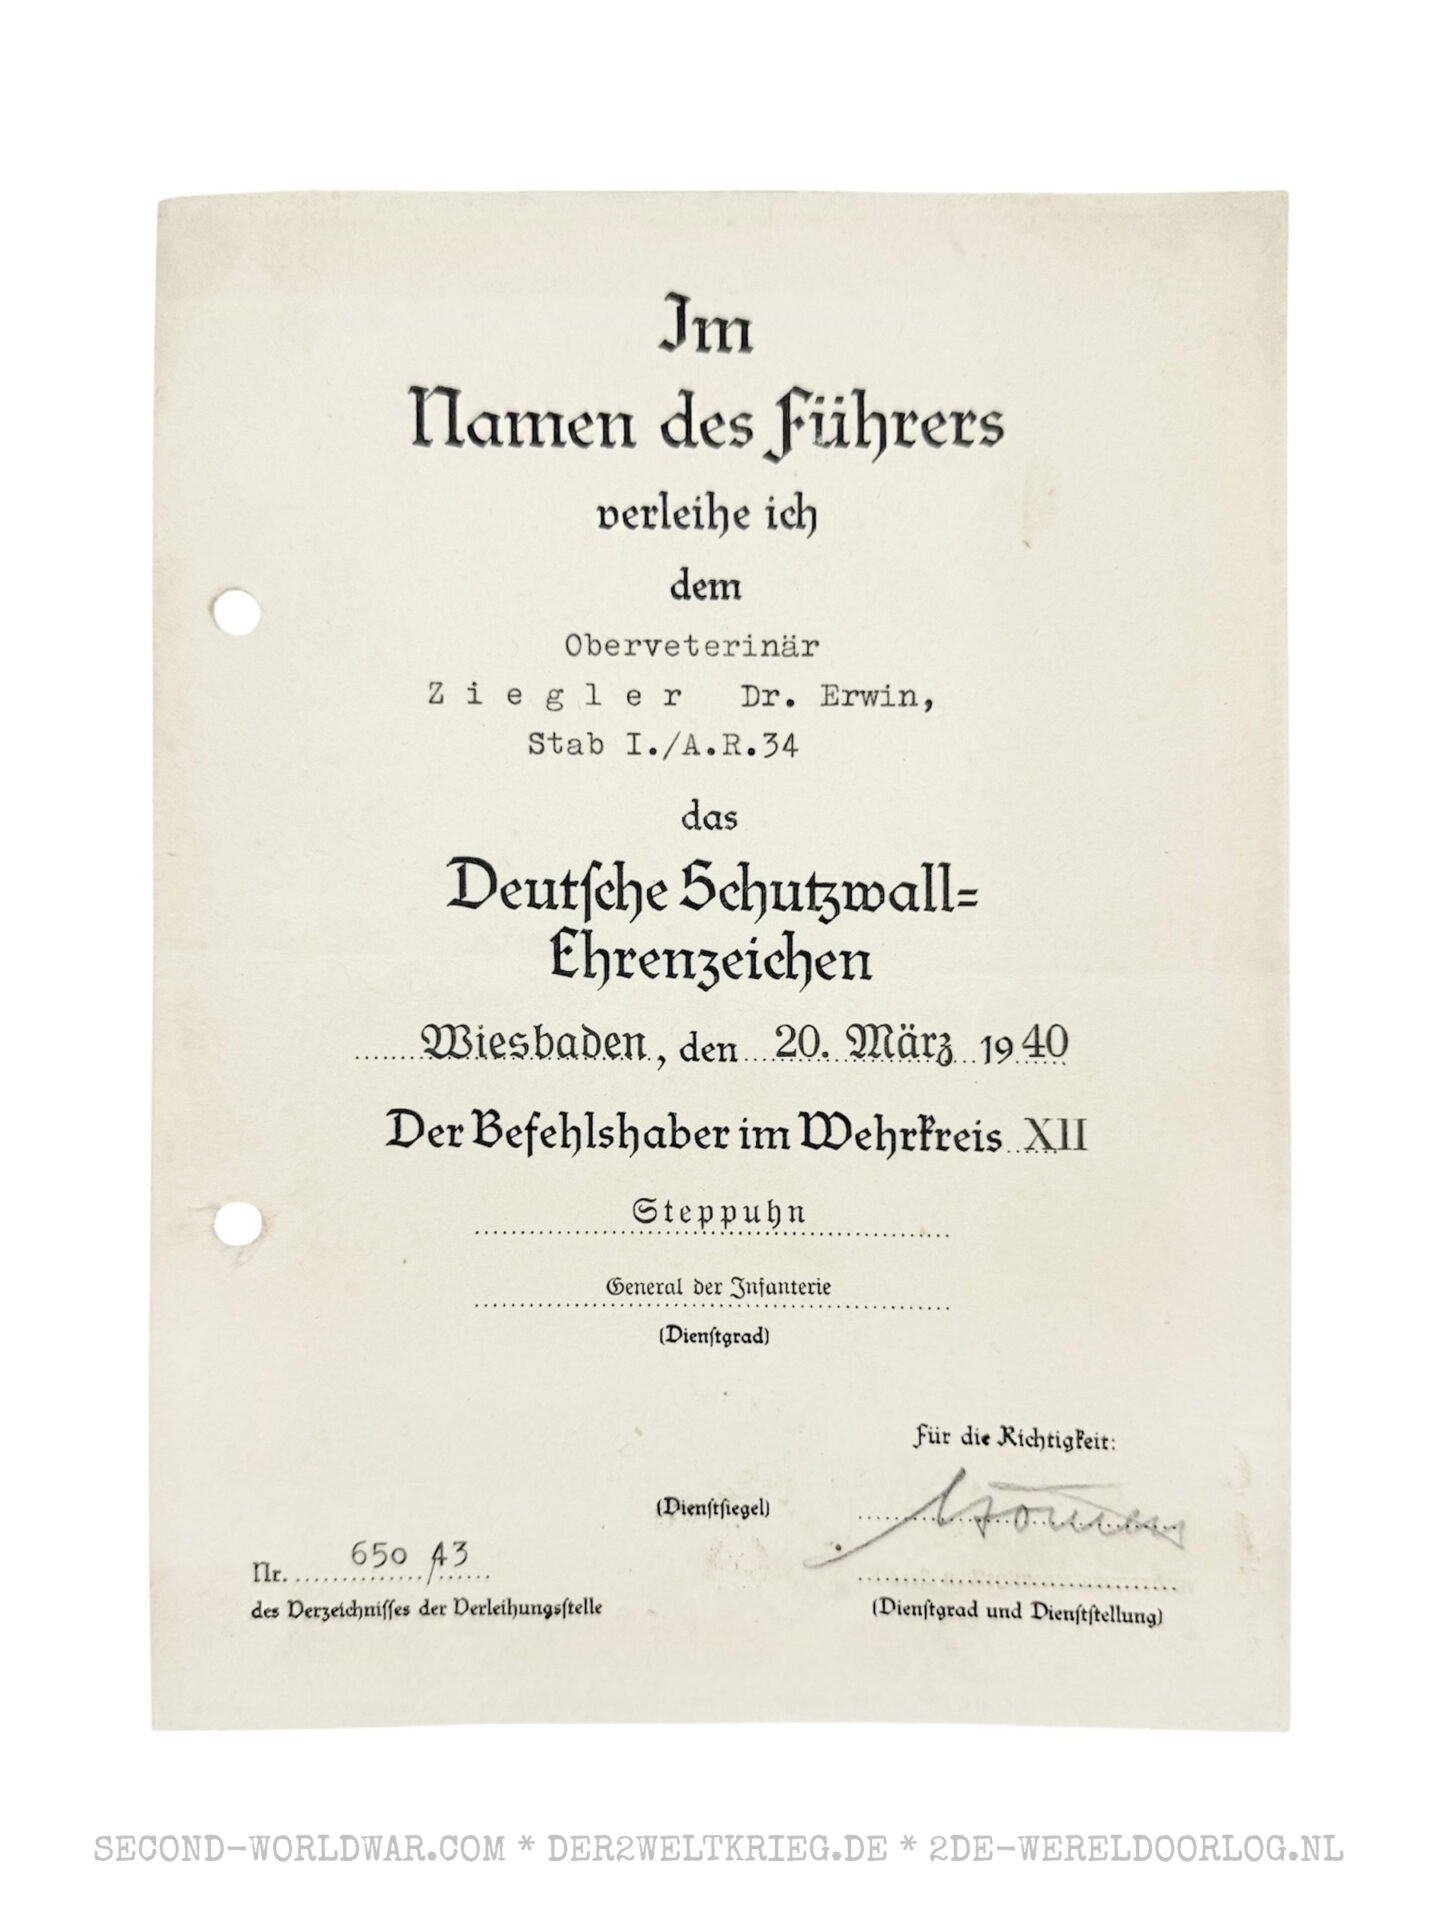 Im
Namen des Führers
verleihe ich
dem
Oberveterinär
Z i e g l e r Dr. Erwin,
Stab I./A.R.34
das
Deutſche Schutzwall=
Ehrenzeichen
Wiesbaden, den 20. März 1940
Der Befehlshaber im Wehrkreis XII
Steppuhn
General der Infanterie
(Dienſtgrad)
Für die Richtigkeit:
(Dienſtſiegel)
Nr. 650 /43
des Verzeichniſſes der Verleihungsſtelle
(Dienſtgrad und Dienſtſtellung)
SECOND-WORLDWAR.COM * DER2WELTKRIEG.DE * 2DE-WERELDOORLOG.NL